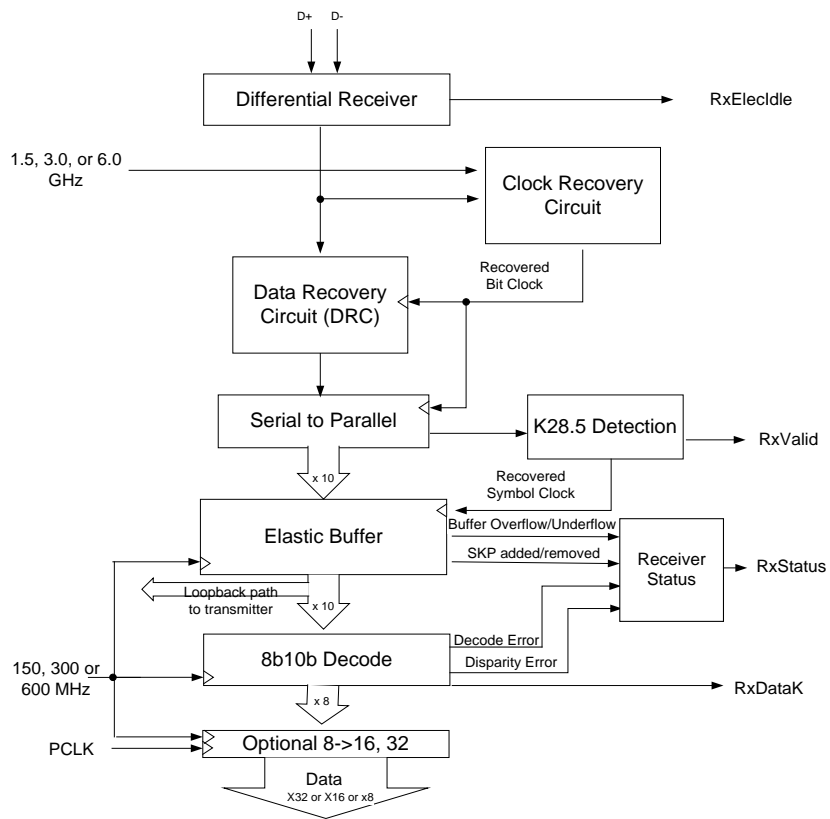 D+ D-
Differential Receiver
RxElecIdle
1.5, 3.0, or 6.0
GHz
Clock Recovery
Circuit
Recovered
Bit Clock
Data Recovery
Circuit (DRC)
Serial to Parallel
K28.5 Detection
RxValid
x 10
Recovered
Symbol Clock
Elastic Buffer
Buffer Overflow/Underflow
SKP added/removed
Receiver
Status
RxStatus
Loopback path
to transmitter
x 10
Decode Error
8b10b Decode
Disparity Error
150, 300 or
600 MHz
RxDataK
x 8
PCLK
Optional 8->16, 32
Data
X32 or X16 or x8